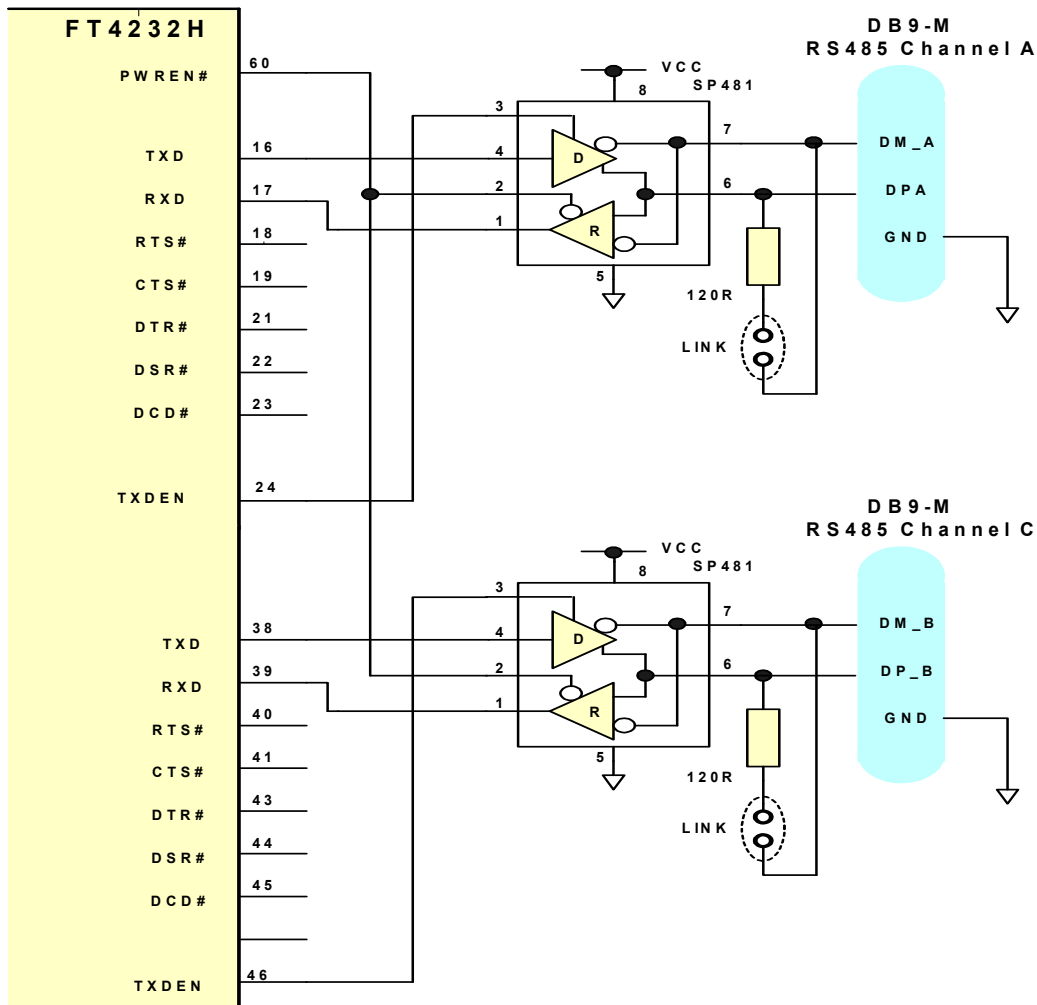 FT4232H
DB9-M
RS485 Channel A
PWREN#
60
VCC
SP481
8
3
7
DM_A
TXD
16
4
D
RXD
17
2
6
DPA
1
R
RTS#
18
GND
5
CTS#
19
120R
DTR#
21
LINK
DSR#
22
DCD#
23
TXDEN
24
DB9-M
RS485 Channel C
VCC
SP481
8
3
7
DM_B
TXD
38
4
D
RXD
39
2
6
DP_B
1
R
RTS#
40
GND
5
CTS#
41
120R
DTR#
43
LINK
DSR#
44
DCD#
45
TXDEN
46